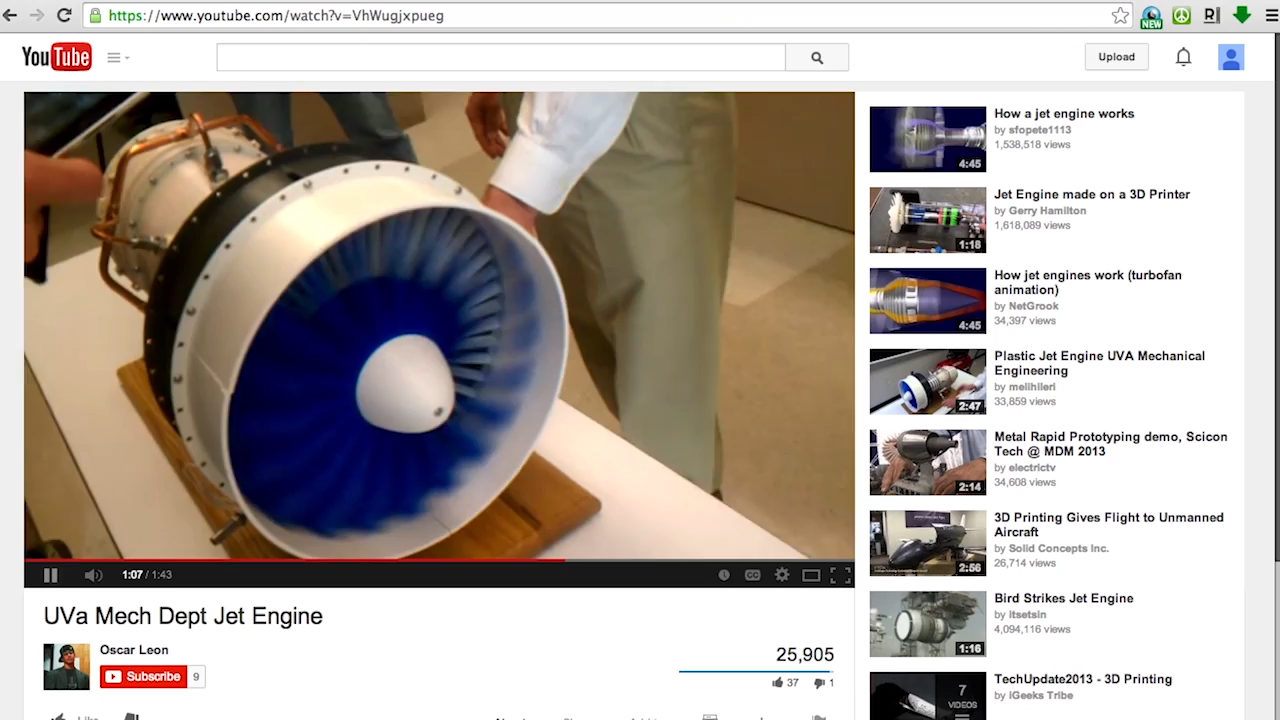 https://www.youtube.com/watch?v=VhWugjxpueg
NEW
R|
YouTube
Upload
How a jet engine works
by sfopete1113
1,538,518 views
4:45
Jet Engine made on a 3D Printer
by Gerry Hamilton
1,618,089 views
1:18
How jet engines work (turbofan
animation)
by NetGrook
34,397 views
4:45
Plastic Jet Engine UVA Mechanical
Engineering
by melihileri
33,859 views
2:47
Metal Rapid Prototyping demo, Scicon
Tech @ MDM 2013
by electrictv
34,608 views
2:14
3D Printing Gives Flight to Unmanned
Aircraft
by Solid Concepts Inc.
26,714 views
2:56
Bird Strikes Jet Engine
by itsetsin
4,094,116 views
1:16
TechUpdate2013 - 3D Printing
by iGeeks Tribe
7
VIDEOS
1:07 / 1:43
CC
UVa Mech Dept Jet Engine
Oscar Leon
Subscribe 9
25,905
37 1